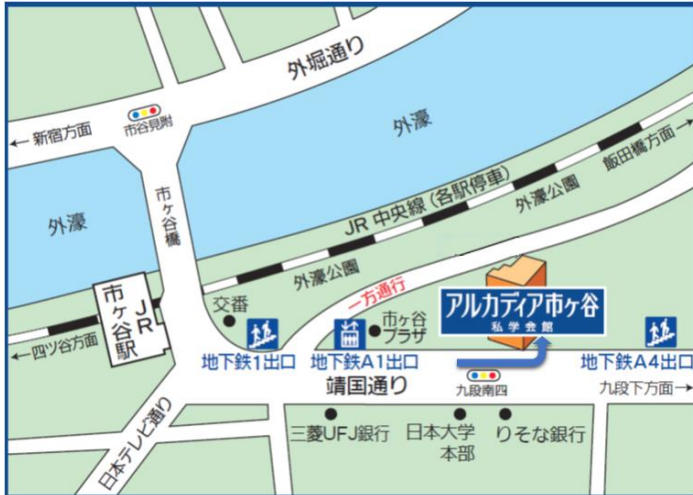 外堀通り
←新宿方面
市谷見附
外濠
飯田橋方面→
外濠
市ヶ谷橋
JR中央線(各駅停車)
外濠公園
外濠公園
JR
市ヶ谷駅
←四ツ谷方面
交番
一方通行
市ヶ谷
プラザ
アルカディア市ヶ谷
私学会館
地下鉄1出口
地下鉄A1出口
地下鉄A4出口
靖国通り
九段南四
九段下方面→
日本テレビ通り
三菱UFJ銀行
日本大学
本部
りそな銀行